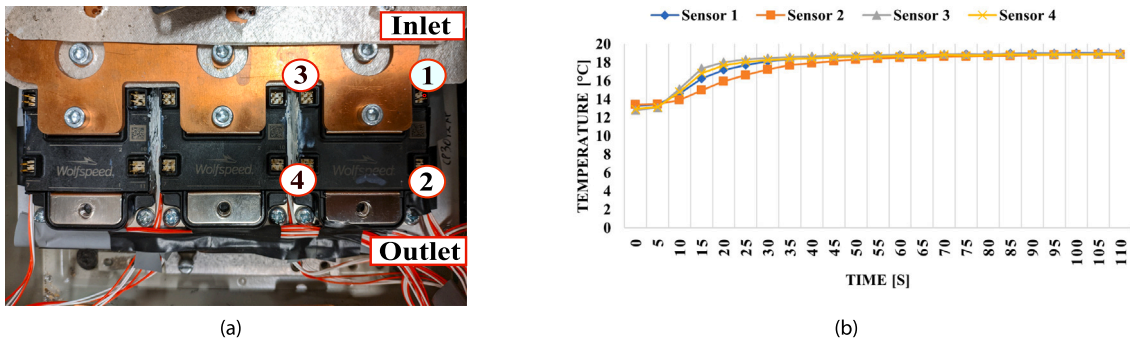 Inlet
3
1
Wolfspeed.
Wolfspeed.
Wolfspeed.
4
2
Outlet
(a)
Sensor 1 Sensor 2 Sensor 3 Sensor 4
20
18
16
14
12
10
8
6
4
2
0
TEMPERATURE [°C]
0 5 10 15 20 25 30 35 40 45 50 55 60 65 70 75 80 85 90 95 100 105 110
TIME [S]
(b)